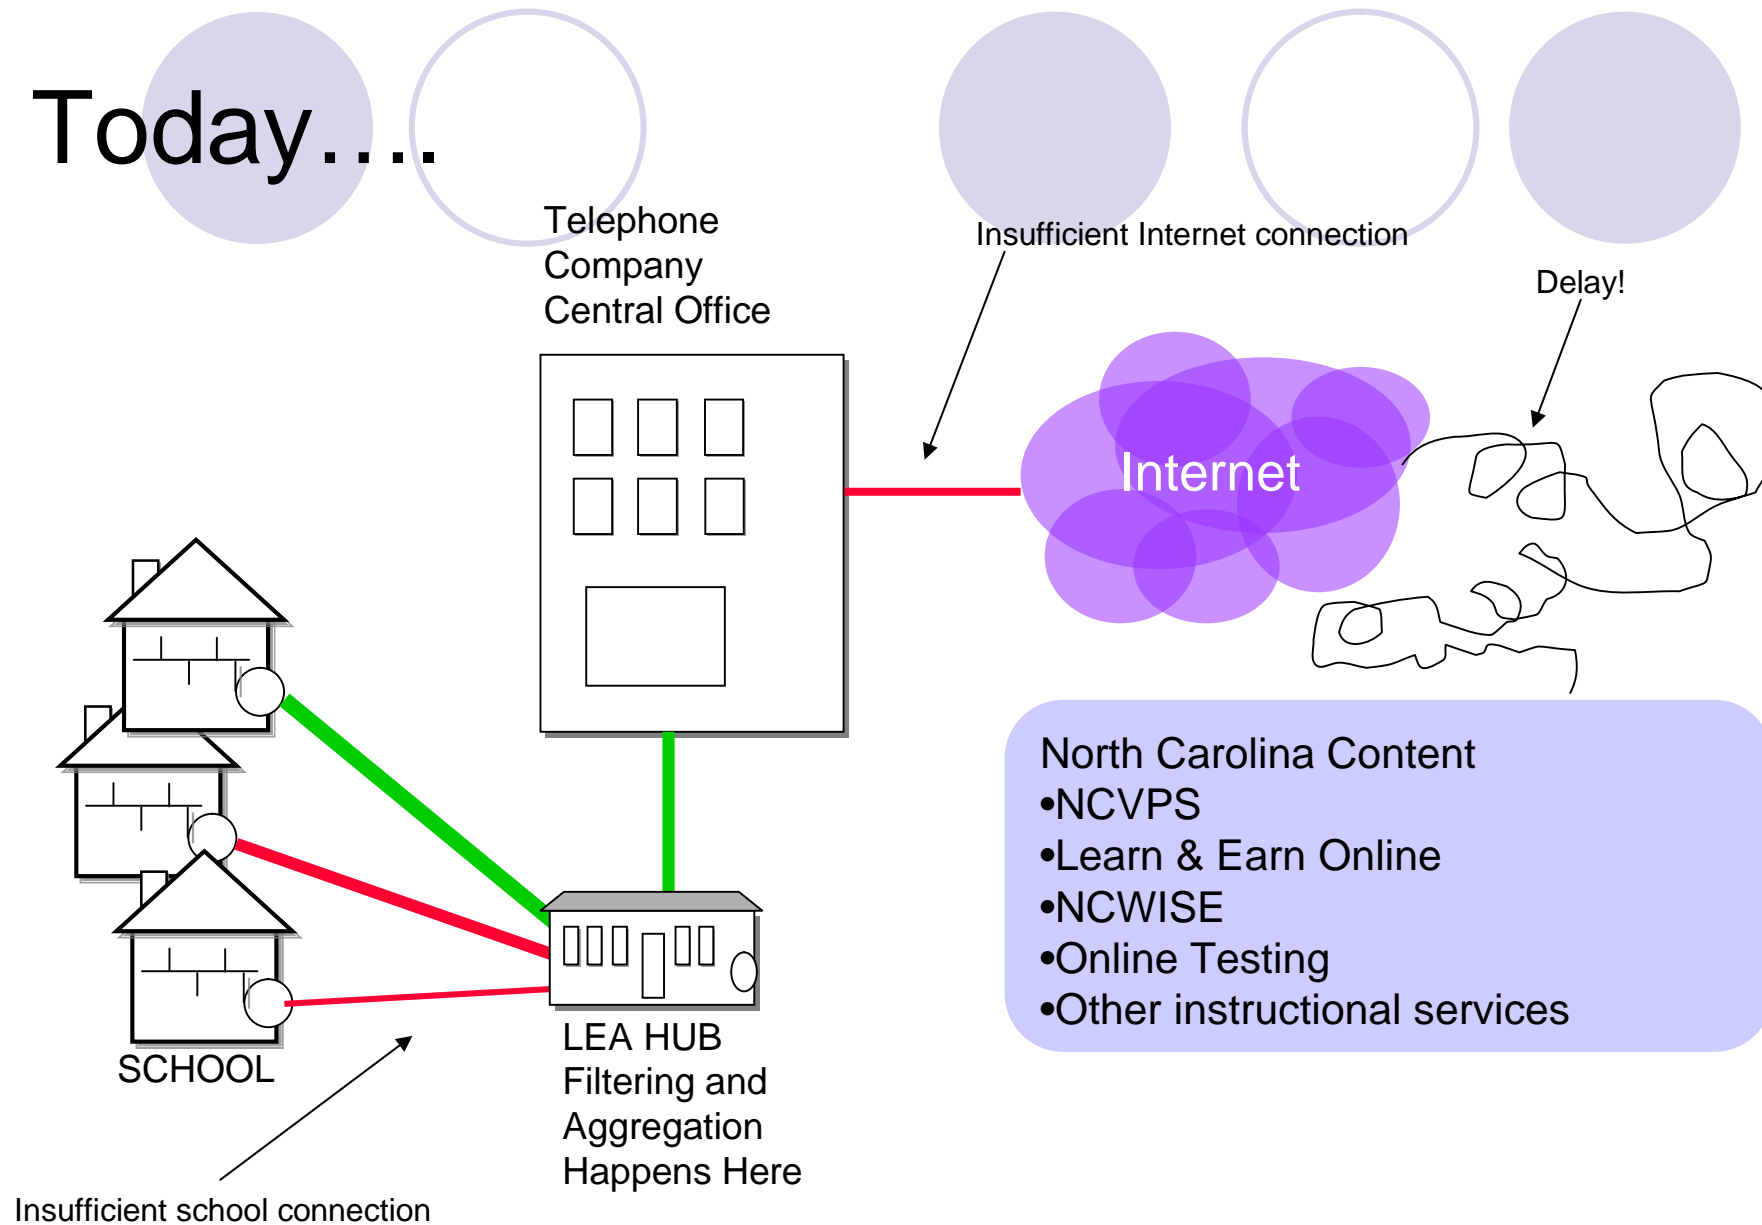 Today….
Telephone
Company
Central Office
Insufficient Internet connection
Delay!
Internet
North Carolina Content
•NCVPS
•Learn & Earn Online
•NCWISE
•Online Testing
•Other instructional services
SCHOOL
LEA HUB
Filtering and
Aggregation
Happens Here
Insufficient school connection